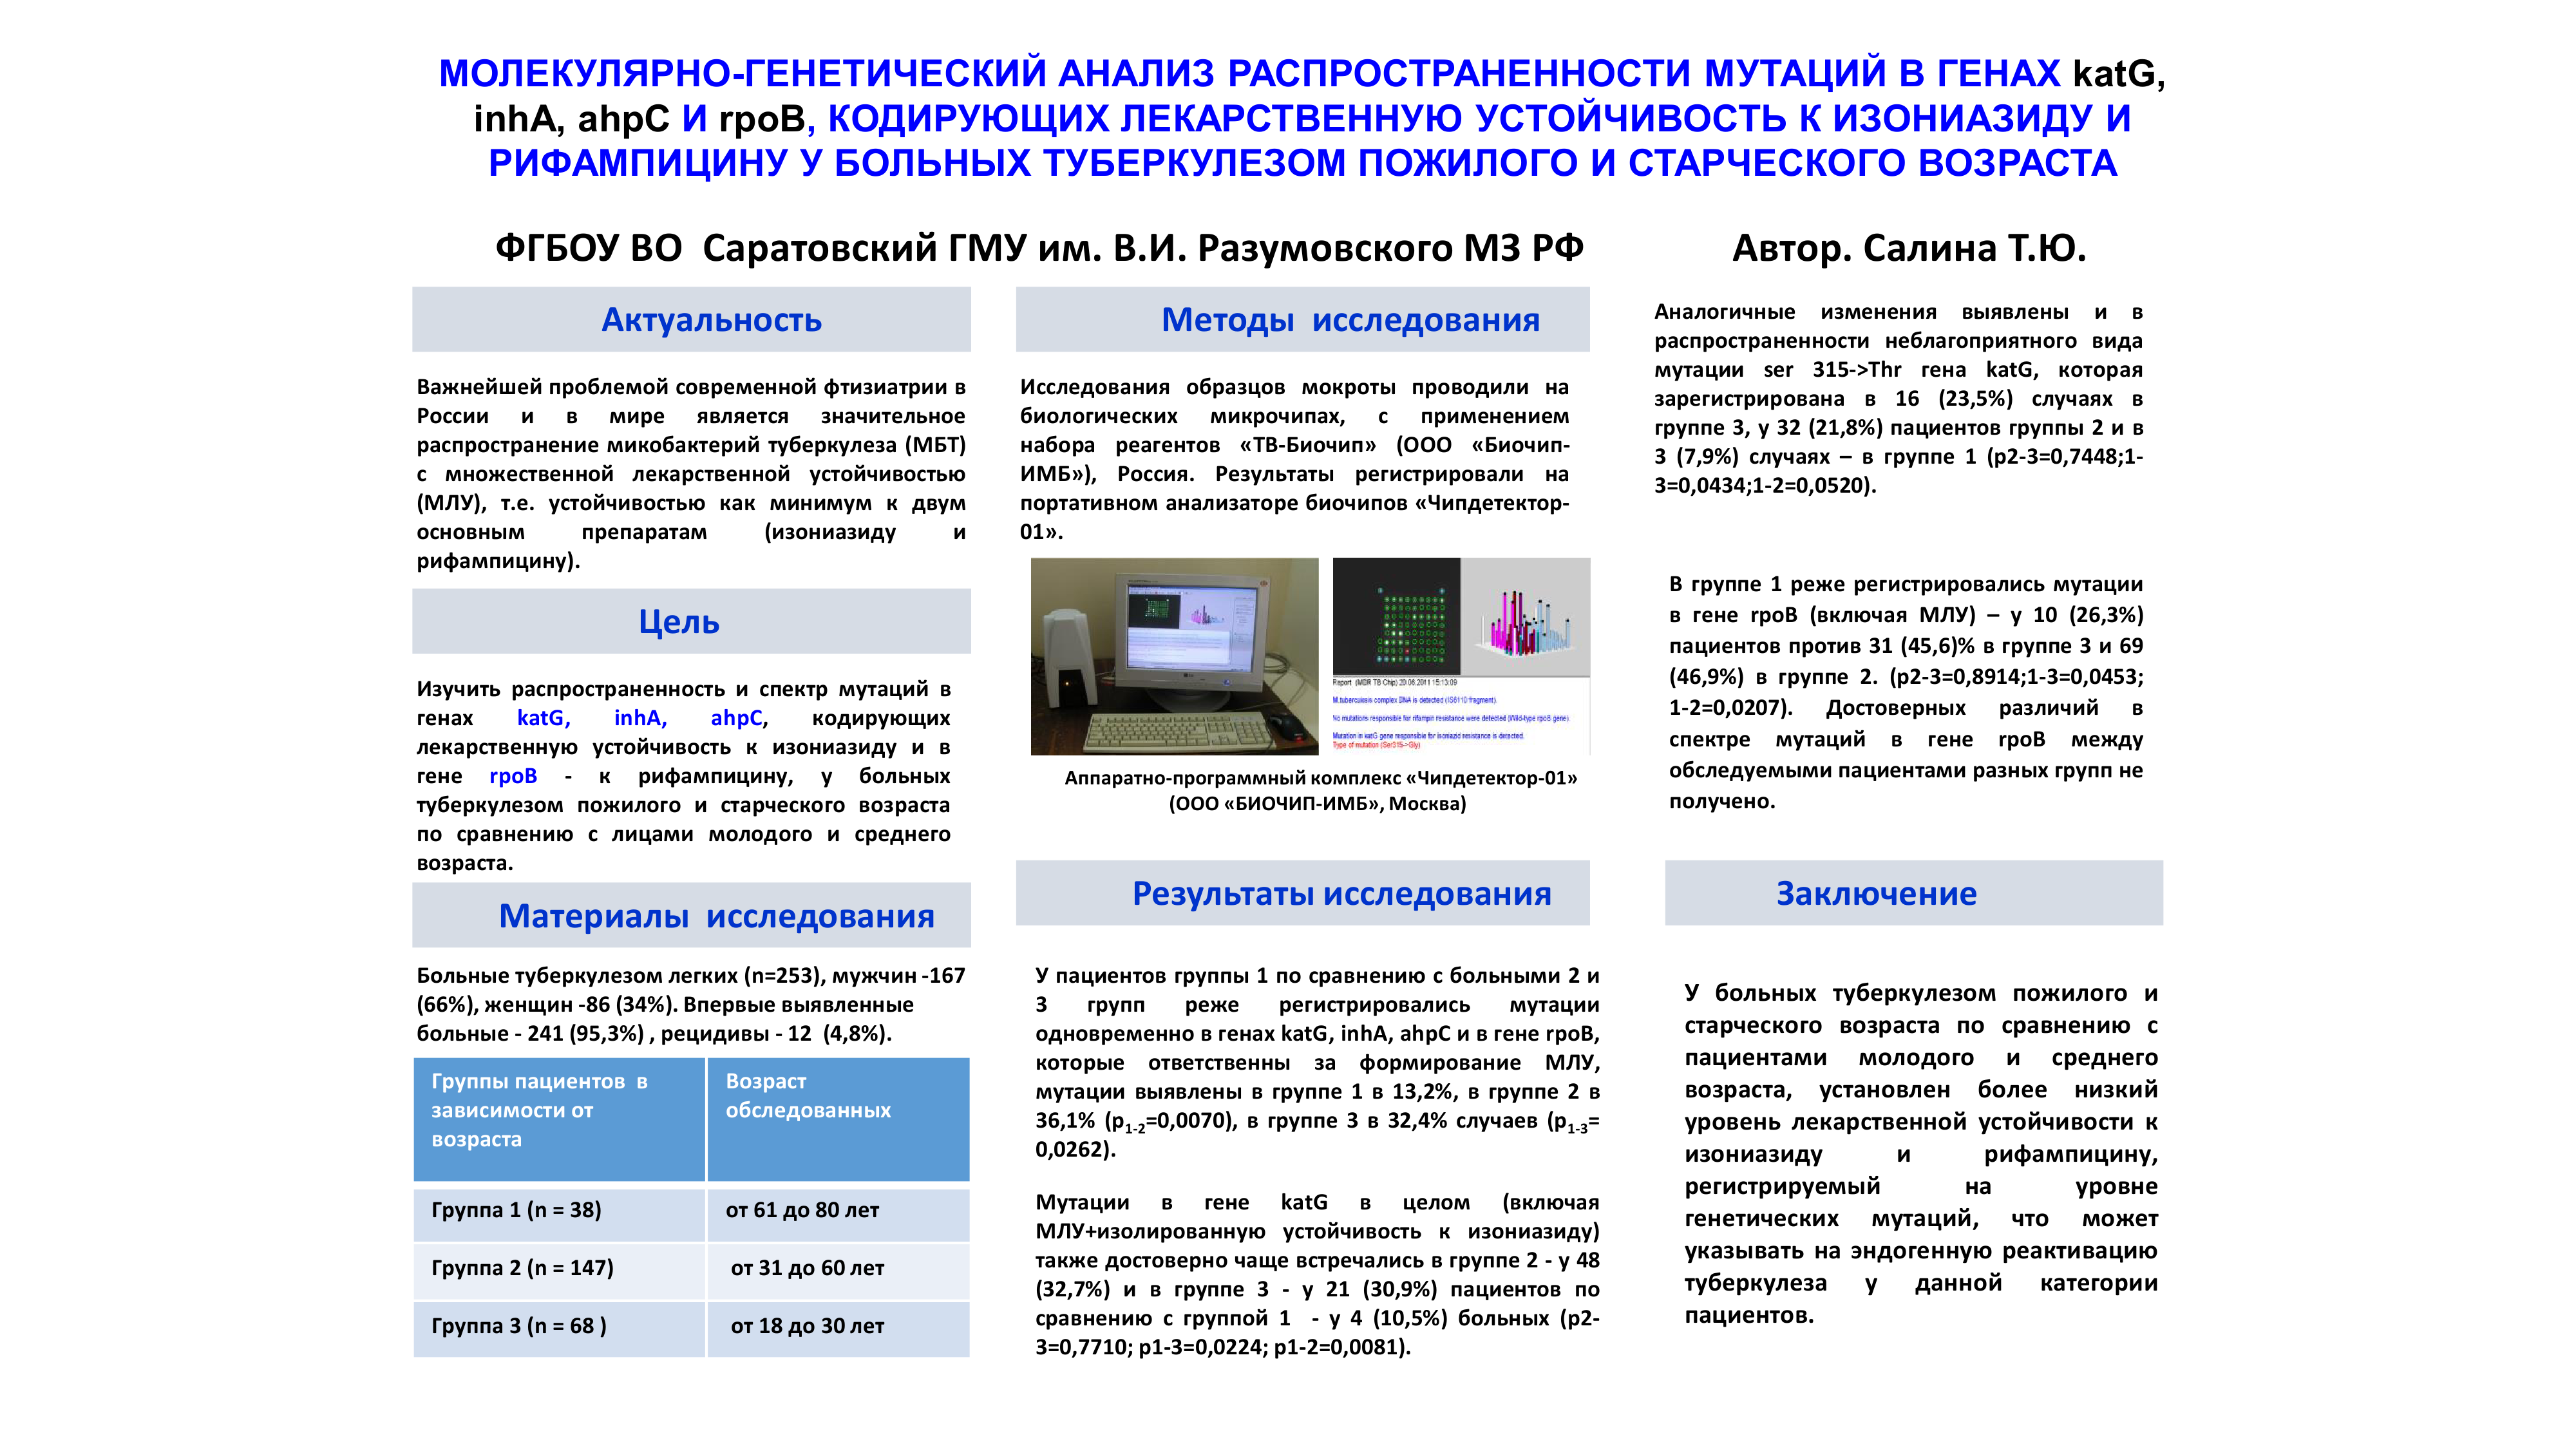 МОЛЕКУЛЯРНО-ГЕНЕТИЧЕСКИЙ АНАЛИЗ РАСПРОСТРАНЕННОСТИ МУТАЦИЙ В ГЕНАХ katG,
inhA, ahpC И rpoB, КОДИРУЮЩИХ ЛЕКАРСТВЕННУЮ УСТОЙЧИВОСТЬ К ИЗОНИАЗИДУ И
РИФАМПИЦИНУ У БОЛЬНЫХ ТУБЕРКУЛЕЗОМ ПОЖИЛОГО И СТАРЧЕСКОГО ВОЗРАСТА
ФГБОУ ВО Саратовский ГМУ им. В.И. Разумовского МЗ РФ
Автор. Салина Т.Ю.
Актуальность
Важнейшей проблемой современной фтизиатрии в
России и в мире является значительное
распространение микобактерий туберкулеза (МБТ)
с множественной лекарственной устойчивостью
(МЛУ), т.е. устойчивостью как минимум к двум
основным препаратам (изониазиду и
рифампицину).
Цель
Изучить распространенность и спектр мутаций в
генах katG, inhA, ahpC, кодирующих
лекарственную устойчивость к изониазиду и в
гене rpoB - к рифампицину, у больных
туберкулезом пожилого и старческого возраста
по сравнению с лицами молодого и среднего
возраста.
Материалы исследования
Больные туберкулезом легких (n=253), мужчин -167
(66%), женщин -86 (34%). Впервые выявленные
больные - 241 (95,3%) , рецидивы - 12 (4,8%).
Группы пациентов в
зависимости от
возраста
Возраст
обследованных
Группа 1 (n = 38)
от 61 до 80 лет
Группа 2 (n = 147)
от 31 до 60 лет
Группа 3 (n = 68 )
от 18 до 30 лет
Методы исследования
Исследования образцов мокроты проводили на
биологических микрочипах, с применением
набора реагентов «ТВ-Биочип» (ООО «Биочип-
ИМБ»), Россия. Результаты регистрировали на
портативном анализаторе биочипов «Чипдетектор-
01».
Report (MDR TB Chip) 20.06.2011 15:13:09
M.tuberculosis complex DNA is detected (IS6110 fragment).
No mutations responsible for rifampin resistance were detected (Wild-type rpoB gene).
Mutation in katG gene responsible for isoniazid resistance is detected.
Type of mutation (Ser315->Gly)
Аппаратно-программный комплекс «Чипдетектор-01»
(ООО «БИОЧИП-ИМБ», Москва)
Результаты исследования
У пациентов группы 1 по сравнению с больными 2 и
3 групп реже регистрировались мутации
одновременно в генах katG, inhA, ahpC и в гене rpoB,
которые ответственны за формирование МЛУ,
мутации выявлены в группе 1 в 13,2%, в группе 2 в
36,1% (p1-2=0,0070), в группе 3 в 32,4% случаев (p1-3=
0,0262).
Мутации в гене katG в целом (включая
МЛУ+изолированную устойчивость к изониазиду)
также достоверно чаще встречались в группе 2 - у 48
(32,7%) и в группе 3 - у 21 (30,9%) пациентов по
сравнению с группой 1 - у 4 (10,5%) больных (p2-
3=0,7710; p1-3=0,0224; p1-2=0,0081).
Аналогичные изменения выявлены и в
распространенности неблагоприятного вида
мутации ser 315->Thr гена katG, которая
зарегистрирована в 16 (23,5%) случаях в
группе 3, у 32 (21,8%) пациентов группы 2 и в
3 (7,9%) случаях – в группе 1 (p2-3=0,7448;1-
3=0,0434;1-2=0,0520).
В группе 1 реже регистрировались мутации
в гене rpoB (включая МЛУ) – у 10 (26,3%)
пациентов против 31 (45,6)% в группе 3 и 69
(46,9%) в группе 2. (p2-3=0,8914;1-3=0,0453;
1-2=0,0207). Достоверных различий в
спектре мутаций в гене rpoB между
обследуемыми пациентами разных групп не
получено.
Заключение
У больных туберкулезом пожилого и
старческого возраста по сравнению с
пациентами молодого и среднего
возраста, установлен более низкий
уровень лекарственной устойчивости к
изониазиду и рифампицину,
регистрируемый на уровне
генетических мутаций, что может
указывать на эндогенную реактивацию
туберкулеза у данной категории
пациентов.